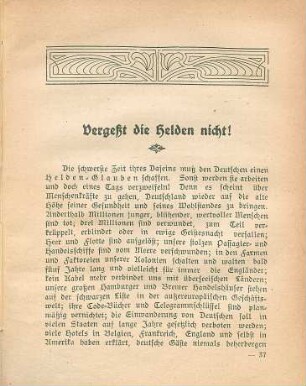 Vergeßt die Helden nicht!
Die schwerste Zeit ihres Daseins muß den Deutschen einen
Helden-Glauben schaffen. Sonst werden sie arbeiten
und doch eines Tags verzweifeln! Denn es scheint über
Menschenkräfte zu gehen, Deutschland wieder auf die alte
Höhe seiner Gesundheit und seines Wohlstandes zu bringen.
Anderthalb Millionen junger, blühender, wertvoller Menschen
sind tot; drei Millionen sind verwundet, zum Teil ver-
krüppelt, erblindet oder in ewige Geistesnacht verfallen;
Heer und Flotte sind aufgelöst; unsere stolzen Passagier- und
Handelsschiffe sind vom Meere verschwunden; in den Farmen
und Faktoreien unserer Kolonien schalten und walten bald
fünf Jahre lang und vielleicht für immer die Engländer;
kein Kabel mehr verbindet uns mit überseeischen Ländern;
unsere großen Hamburger und Bremer Handelshäuser stehen
auf der schwarzen Liste in der außereuropäischen Geschäfts-
welt; ihre Code-Bücher und Telegrammschlüssel sind plan-
mäßig vernichtet; die Einwanderung von Deutschen soll in
vielen Staaten auf lange Jahre gesetzlich verboten werden;
viele Hotels in Belgien, Frankreich, England und selbst in
Amerika haben erklärt, deutsche Gäste niemals beherbergen
— 37